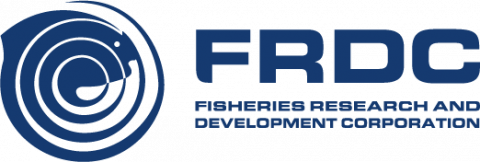 FRDC
FISHERIES RESEARCH AND
DEVELOPMENT CORPORATION